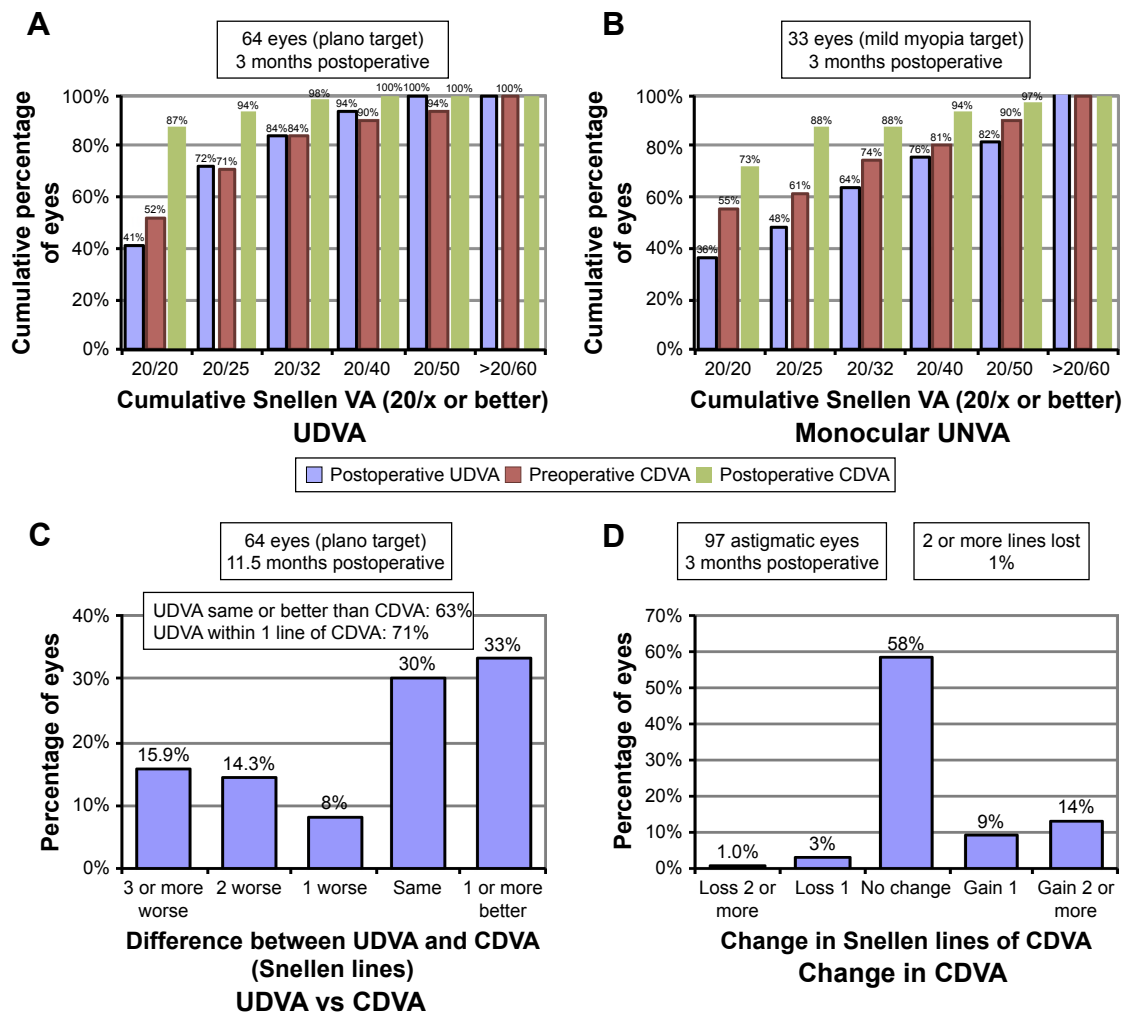 A
64 eyes (plano target)
3 months postoperative
Cumulative percentage
of eyes
100%
80%
60%
40%
20%
0%
41%
52%
87%
72%
71%
94%
84%
84%
98%
94%
90%
100%
100%
94%
100%
100%
20/20
20/25
20/32
20/40
20/50
>20/60
Cumulative Snellen VA (20/x or better)
UDVA
B
33 eyes (mild myopia target)
3 months postoperative
Cumulative percentage
of eyes
100%
80%
60%
40%
20%
0%
36%
55%
73%
48%
61%
88%
64%
74%
88%
76%
81%
94%
82%
90%
97%
20/20
20/25
20/32
20/40
20/50
>20/60
Cumulative Snellen VA (20/x or better)
Monocular UNVA
Postoperative UDVA
Preoperative CDVA
Postoperative CDVA
C
64 eyes (plano target)
11.5 months postoperative
UDVA same or better than CDVA: 63%
UDVA within 1 line of CDVA: 71%
Percentage of eyes
40%
30%
20%
10%
0%
15.9%
14.3%
8%
30%
33%
3 or more
worse
2 worse
1 worse
Same
1 or more
better
Difference between UDVA and CDVA
(Snellen lines)
UDVA vs CDVA
D
97 astigmatic eyes
3 months postoperative
2 or more lines lost
1%
Percentage of eyes
70%
60%
50%
40%
30%
20%
10%
0%
1.0%
3%
58%
9%
14%
Loss 2 or
more
Loss 1
No change
Gain 1
Gain 2 or
more
Change in Snellen lines of CDVA
Change in CDVA